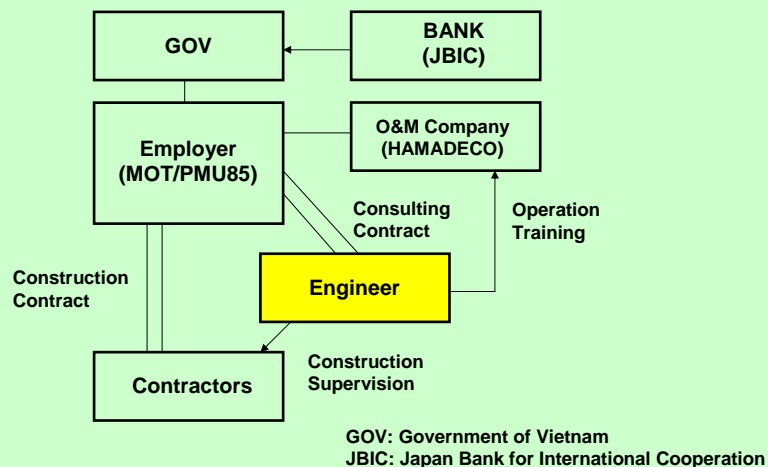 GOV
BANK
(JBIC)
Employer
(MOT/PMU85)
O&M Company
(HAMADECO)
Consulting
Contract
Operation
Training
Construction
Contract
Engineer
Contractors
Construction
Supervision
GOV: Government of Vietnam
JBIC: Japan Bank for International Cooperation